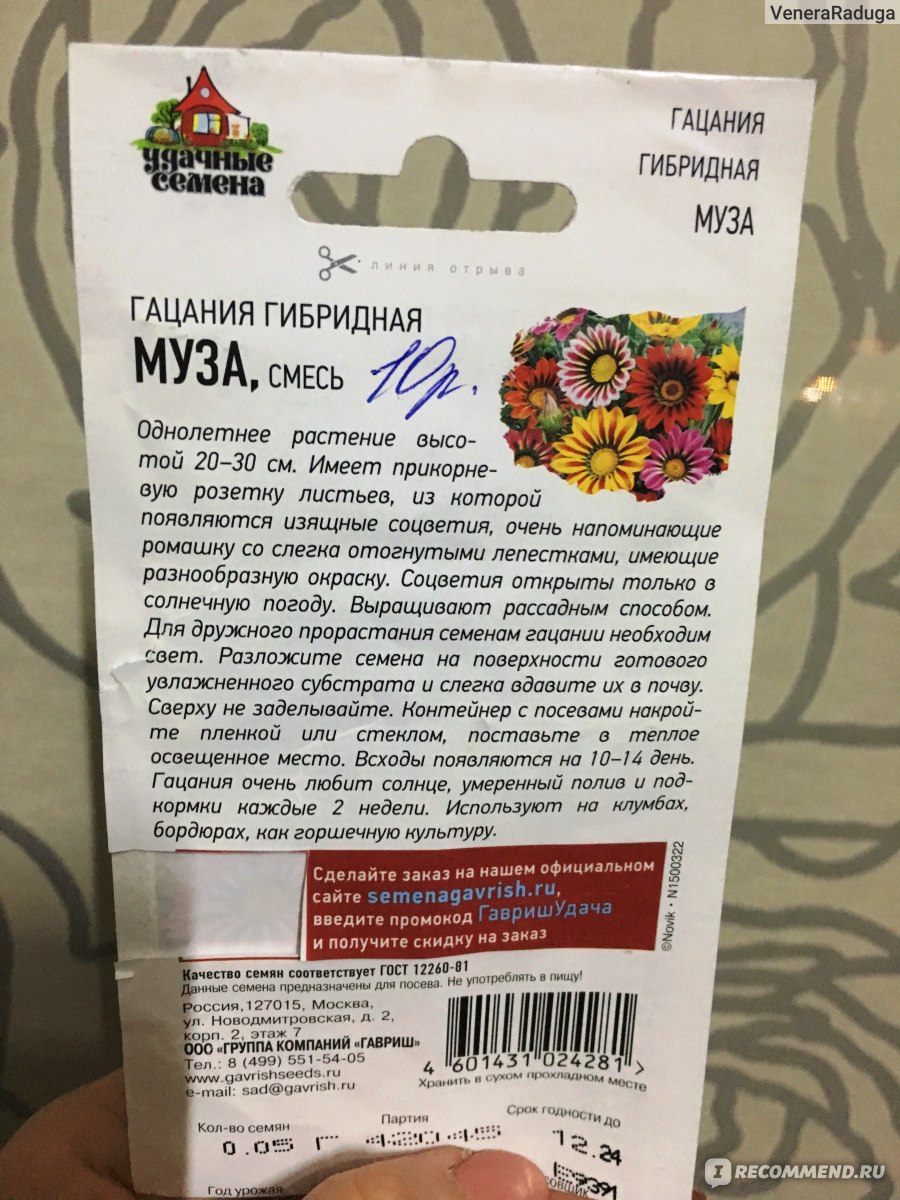 VeneraRaduga
удачные
семена
ГАЦАНИЯ
ГИБРИДНАЯ
МУЗА
линия отрыва
ГАЦАНИЯ ГИБРИДНАЯ
МУЗА, СМЕСЬ
10р.
Однолетнее растение высо-
той 20–30 см. Имеет прикорне-
вую розетку листьев, из которой
появляются изящные соцветия, очень напоминающие
ромашку со слегка отогнутыми лепестками, имеющие
разнообразную окраску. Соцветия открыты только в
солнечную погоду. Выращивают рассадным способом.
Для дружного прорастания семенам гацании необходим
свет. Разложите семена на поверхности готового
увлажненного субстрата и слегка вдавите их в почву.
Сверху не заделывайте. Контейнер с посевами накрой-
те пленкой или стеклом, поставьте в теплое
освещенное место. Всходы появляются на 10–14 день.
Гацания очень любит солнце, умеренный полив и под-
кормки каждые 2 недели. Используют на клумбах,
бордюрах, как горшечную культуру.
Сделайте заказ на нашем официальном
сайте semenagavrish.ru,
введите промокод ГавришУдача
и получите скидку на заказ
©Novik • N1500322
Качество семян соответствует ГОСТ 12260-81
Данные семена предназначены для посева. Не употреблять в пищу!
Россия,127015, Москва,
ул. Новодмитровская, д. 2,
корп. 2, этаж 7
ООО «ГРУППА КОМПАНИЙ «ГАВРИШ»
Тел.: 8 (499) 551-54-05
www.gavrishseeds.ru
e-mail: sad@gavrish.ru
4 601431 024281 >
Хранить в сухом прохладном месте
Кол-во семян
0.05 Г
Партия
Срок годности до
12.24
Год урожая
IRECOMMEND.RU